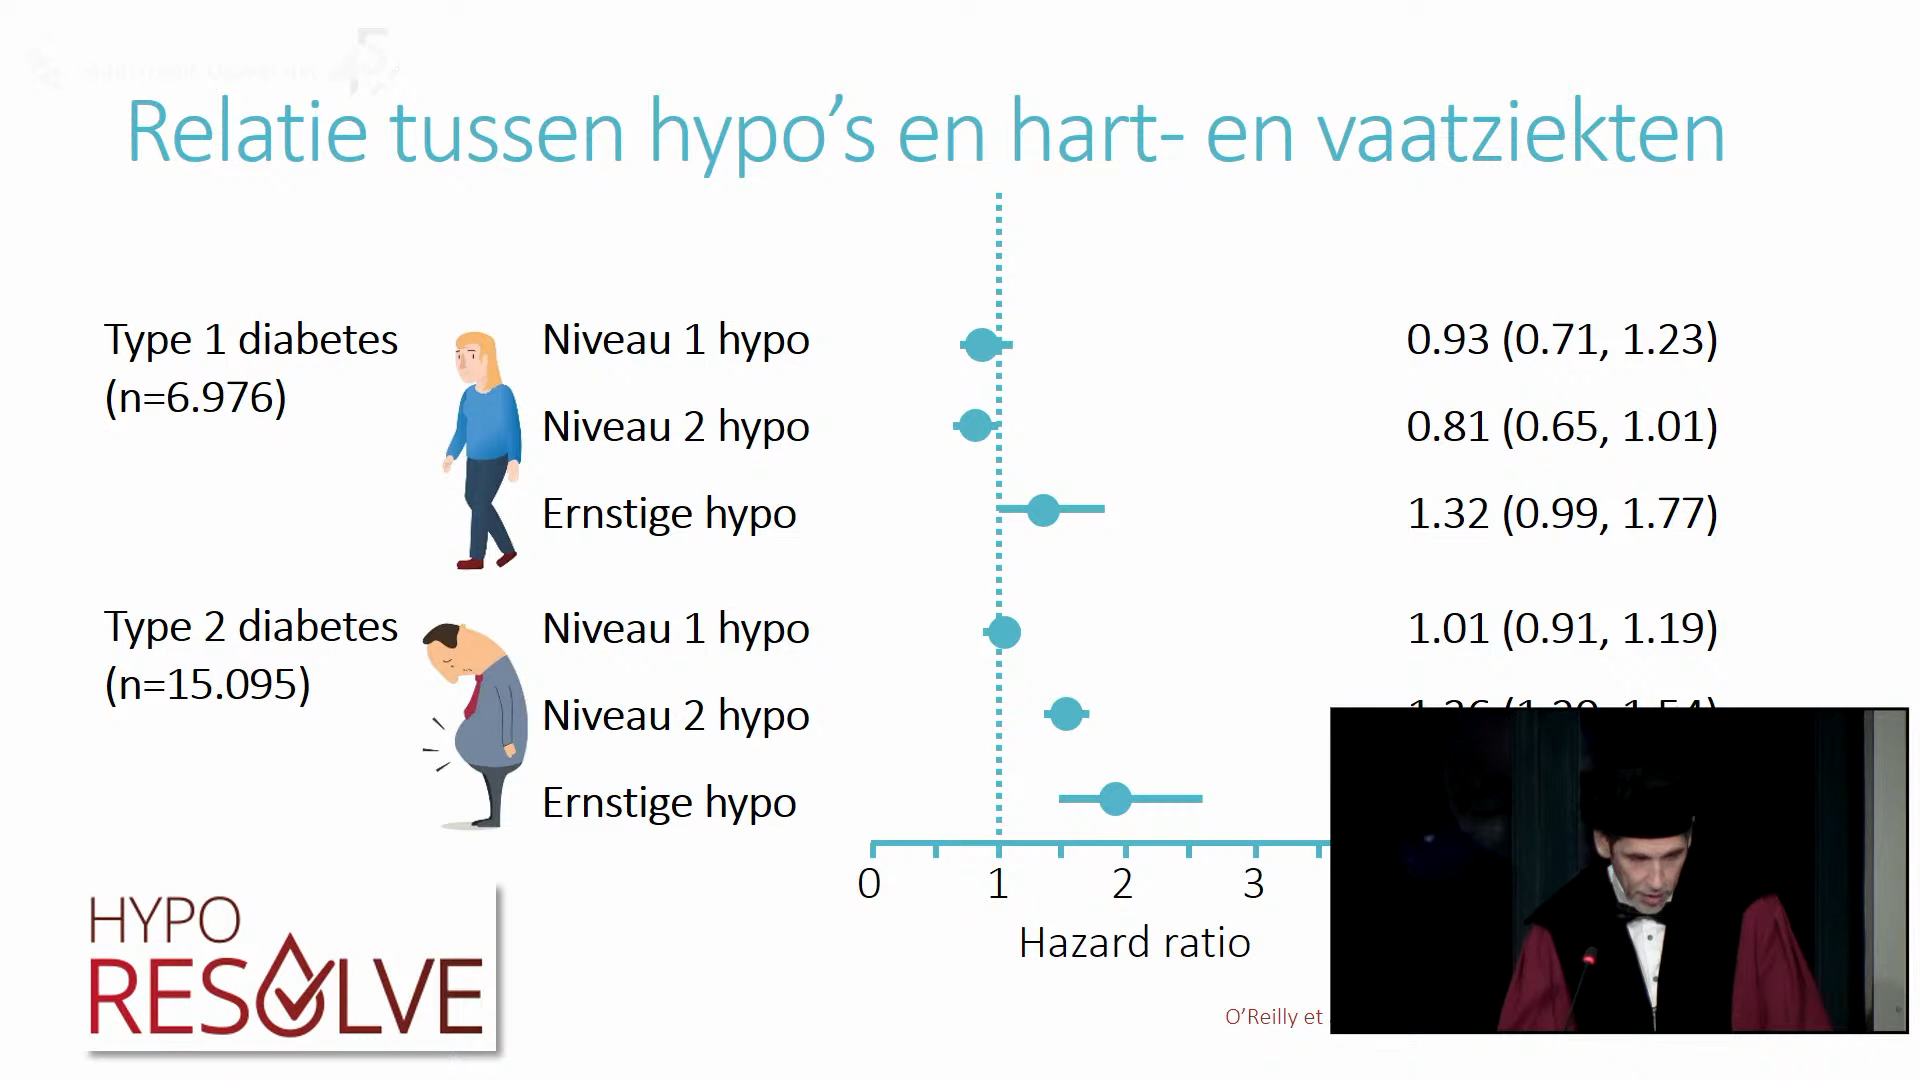 Relatie tussen hypo’s en hart- en vaatziekten
Type 1 diabetes
(n=6.976)
Niveau 1 hypo
0.93 (0.71, 1.23)
Niveau 2 hypo
0.81 (0.65, 1.01)
Ernstige hypo
1.32 (0.99, 1.77)
Type 2 diabetes
(n=15.095)
Niveau 1 hypo
1.01 (0.91, 1.19)
Niveau 2 hypo
Ernstige hypo
0 1 2 3
Hazard ratio
HYPO
RESOLVE
O’Reilly et